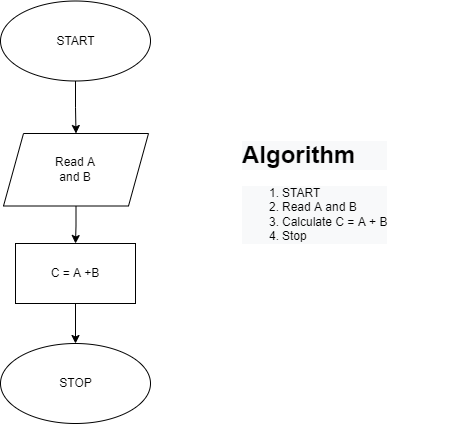 START
Read A
and B
C = A +B
STOP
Algorithm
1. START
2. Read A and B
3. Calculate C = A + B
4. Stop